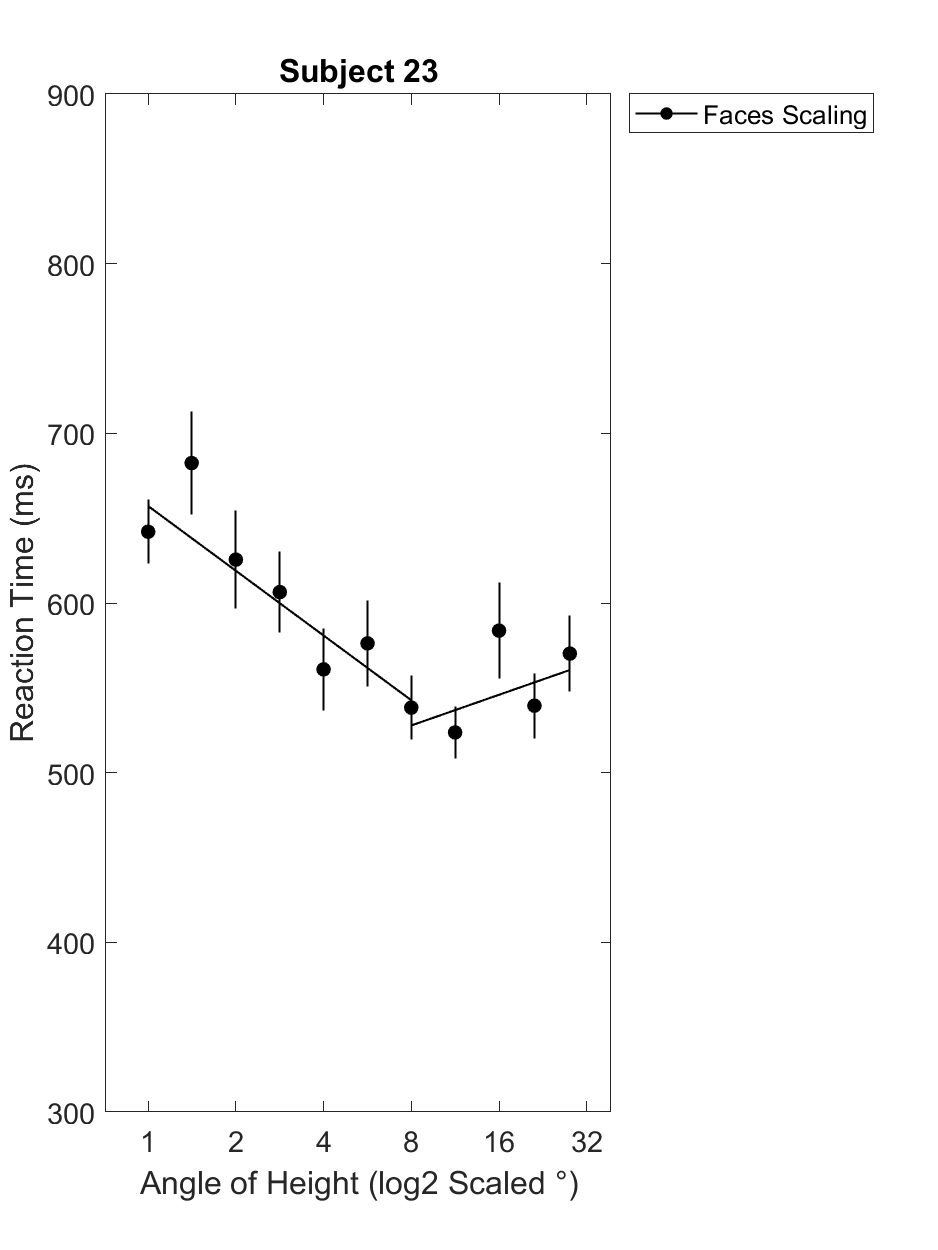 Subject 23
Faces Scaling
900
800
700
600
500
400
300
Reaction Time (ms)
1 2 4 8 16 32
Angle of Height (log2 Scaled °)